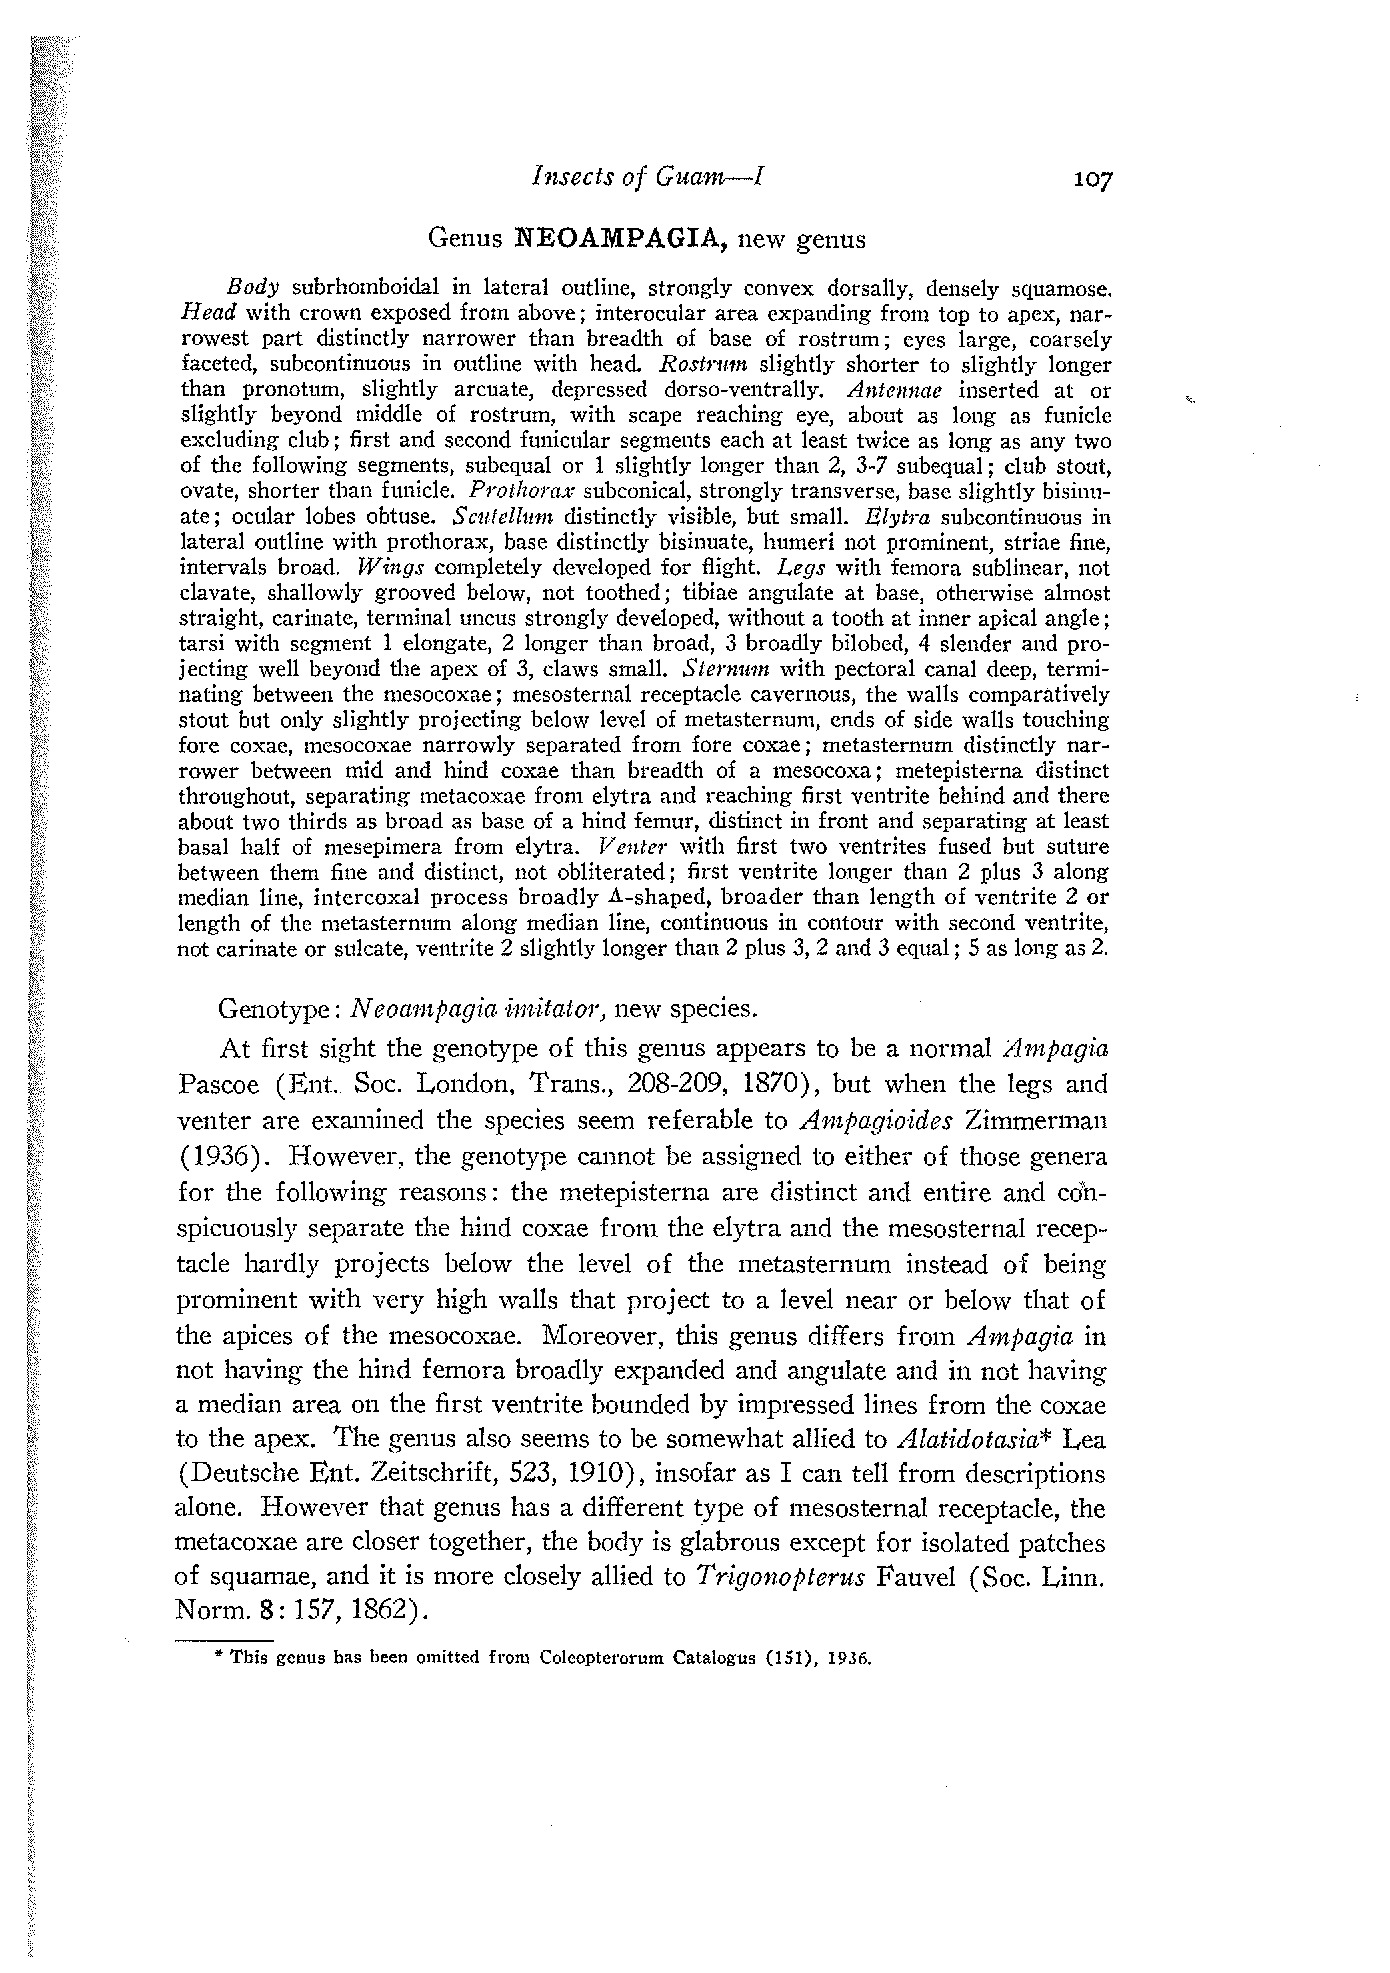 Insects of Guam—I 107
Genus NEOAMPAGIA, new genus
Body subrhomboidal in lateral outline, strongly convex dorsally, densely squamose.
Head with crown exposed from above; interocular area expanding from top to apex, nar-
rowest part distinctly narrower than breadth of base of rostrum; eyes large, coarsely
faceted, subcontinuous in outline with head. Rostrum slightly shorter to slightly longer
than pronotum, slightly arcuate, depressed dorso-ventrally. Antennae inserted at or
slightly beyond middle of rostrum, with scape reaching eye, about as long as funicle
excluding club; first and second funicular segments each at least twice as long as any two
of the following segments, subequal or 1 slightly longer than 2, 3-7 subequal; club stout,
ovate, shorter than funicle. Prothorax subconical, strongly transverse, base slightly bisinu-
ate; ocular lobes obtuse. Scutellum distinctly visible, but small. Elytra subcontinuous in
lateral outline with prothorax, base distinctly bisinuate, humeri not prominent, striae fine,
intervals broad. Wings completely developed for flight. Legs with femora sublinear, not
clavate, shallowly grooved below, not toothed; tibiae angulate at base, otherwise almost
straight, carinate, terminal uncus strongly developed, without a tooth at inner apical angle;
tarsi with segment 1 elongate, 2 longer than broad, 3 broadly bilobed, 4 slender and pro-
jecting well beyond the apex of 3, claws small. Sternum with pectoral canal deep, termi-
nating between the mesocoxae; mesosternal receptacle cavernous, the walls comparatively
stout but only slightly projecting below level of metasternum, ends of side walls touching
fore coxae, mesocoxae narrowly separated from fore coxae; metasternum distinctly nar-
rower between mid and hind coxae than breadth of a mesocoxa; metepisterna distinct
throughout, separating metacoxae from elytra and reaching first ventrite behind and there
about two thirds as broad as base of a hind femur, distinct in front and separating at least
basal half of mesepimera from elytra. Venter with first two ventrites fused but suture
between them fine and distinct, not obliterated; first ventrite longer than 2 plus 3 along
median line, intercoxal process broadly Λ-shaped, broader than length of ventrite 2 or
length of the metasternum along median line, continuous in contour with second ventrite,
not carinate or sulcate, ventrite 2 slightly longer than 2 plus 3, 2 and 3 equal; 5 as long as 2.
Genotype: Neoampagia imitator, new species.
At first sight the genotype of this genus appears to be a normal Ampagia
Pascoe (Ent. Soc. London, Trans., 208-209, 1870), but when the legs and
venter are examined the species seem referable to Ampagioides Zimmerman
(1936). However, the genotype cannot be assigned to either of those genera
for the following reasons: the metepisterna are distinct and entire and con-
spicuously separate the hind coxae from the elytra and the mesosternal recep-
tacle hardly projects below the level of the metasternum instead of being
prominent with very high walls that project to a level near or below that of
the apices of the mesocoxae. Moreover, this genus differs from Ampagia in
not having the hind femora broadly expanded and angulate and in not having
a median area on the first ventrite bounded by impressed lines from the coxae
to the apex. The genus also seems to be somewhat allied to Alatidotasia* Lea
(Deutsche Ent. Zeitschrift, 523, 1910), insofar as I can tell from descriptions
alone. However that genus has a different type of mesosternal receptacle, the
metacoxae are closer together, the body is glabrous except for isolated patches
of squamae, and it is more closely allied to Trigonopterus Fauvel (Soc. Linn.
Norm. 8: 157, 1862).
* This genus has been omitted from Coleopterorum Catalogus (151), 1936.